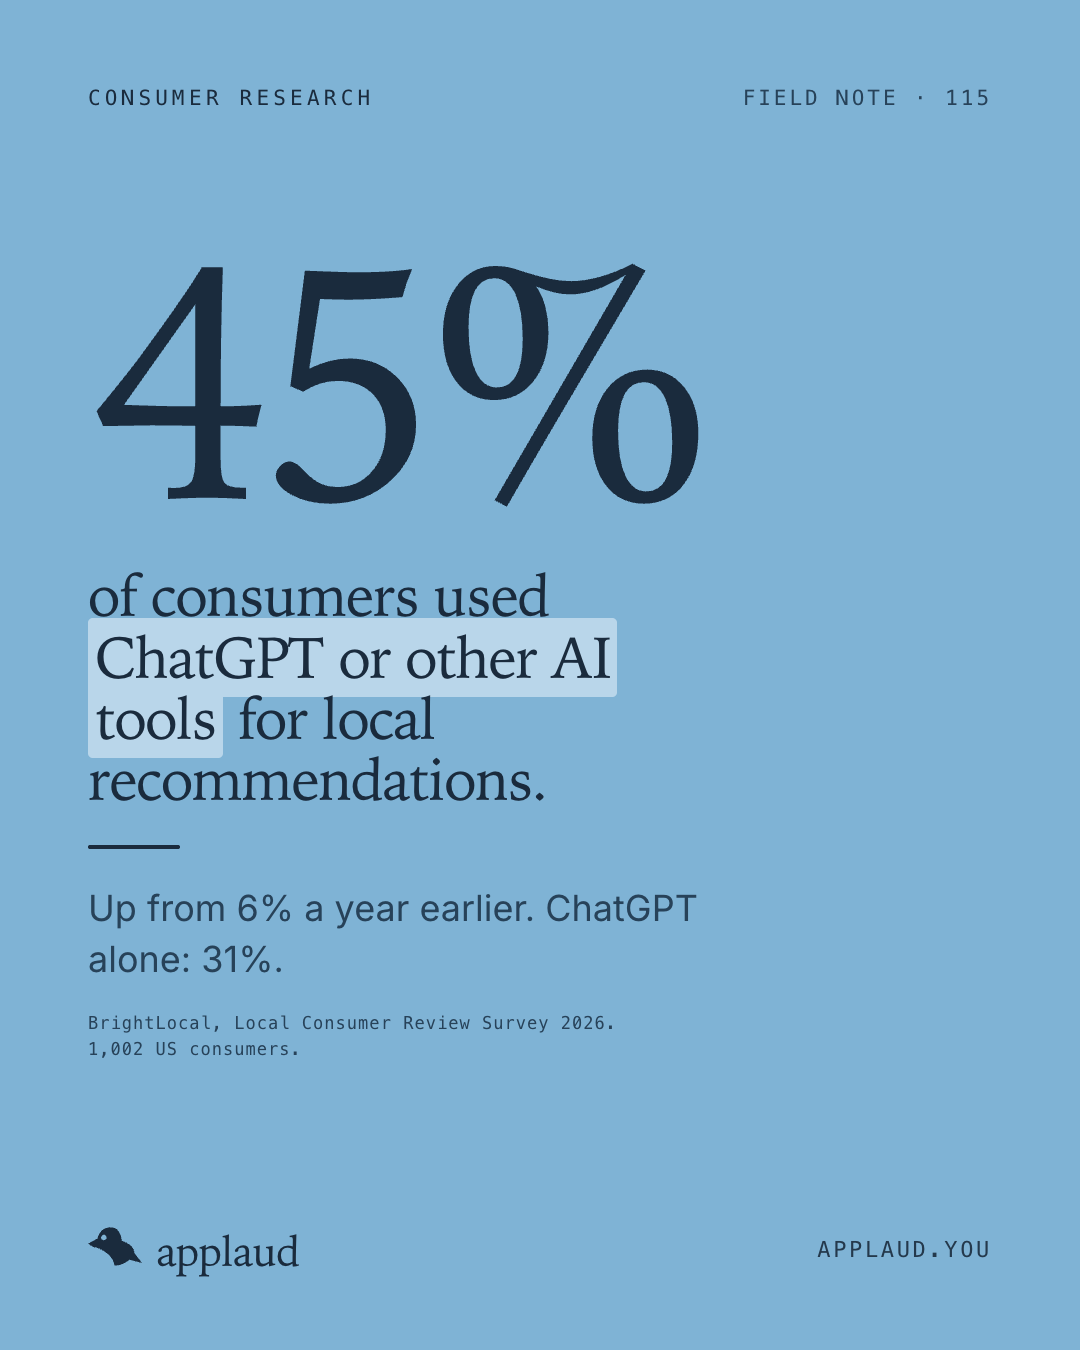 CONSUMER RESEARCH
FIELD NOTE · 115
45%
of consumers used
ChatGPT or other AI
tools for local
recommendations.
Up from 6% a year earlier. ChatGPT
alone: 31%.
BrightLocal, Local Consumer Review Survey 2026.
1,002 US consumers.
applaud
APPLAUD.YOU